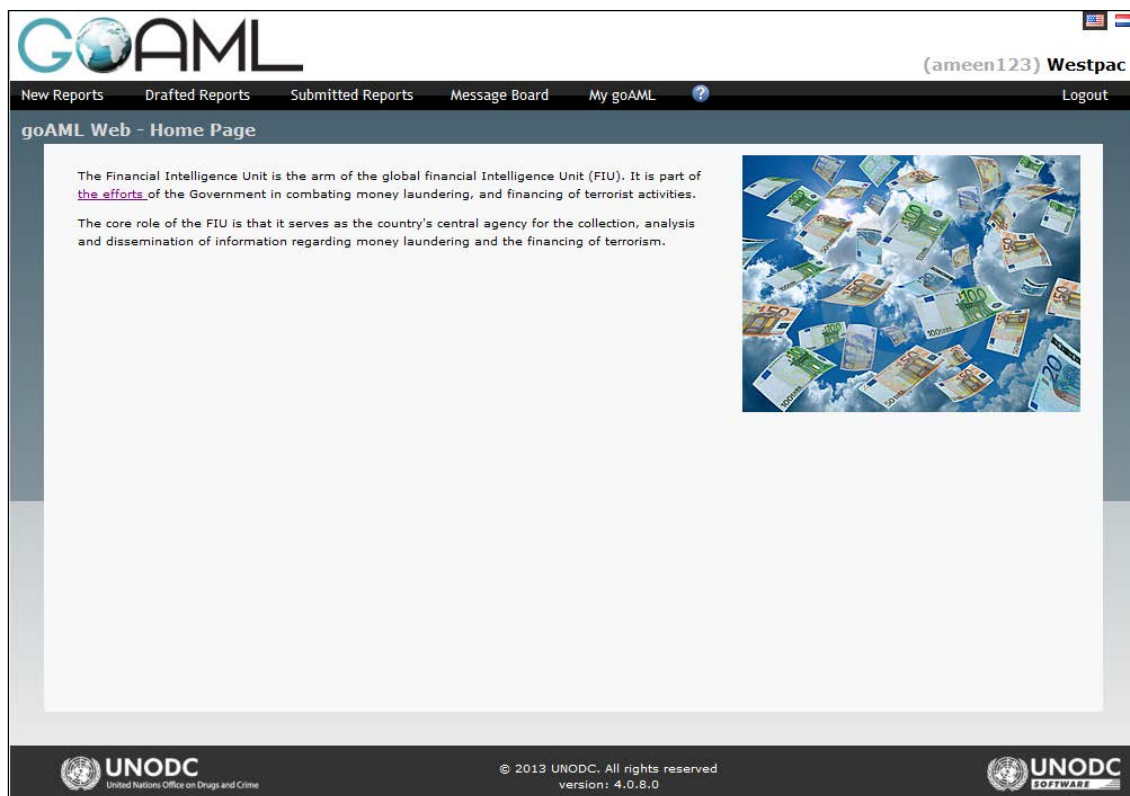 GOAML
(ameen123) Westpac
New Reports Drafted Reports Submitted Reports Message Board My goAML ? Logout
goAML Web - Home Page
The Financial Intelligence Unit is the arm of the global financial Intelligence Unit (FIU). It is part of
the efforts of the Government in combating money laundering, and financing of terrorist activities.
The core role of the FIU is that it serves as the country's central agency for the collection, analysis
and dissemination of information regarding money laundering and the financing of terrorism.
UNODC
United Nations Office on Drugs and Crime
© 2013 UNODC. All rights reserved
version: 4.0.8.0
UNODC
SOFTWARE